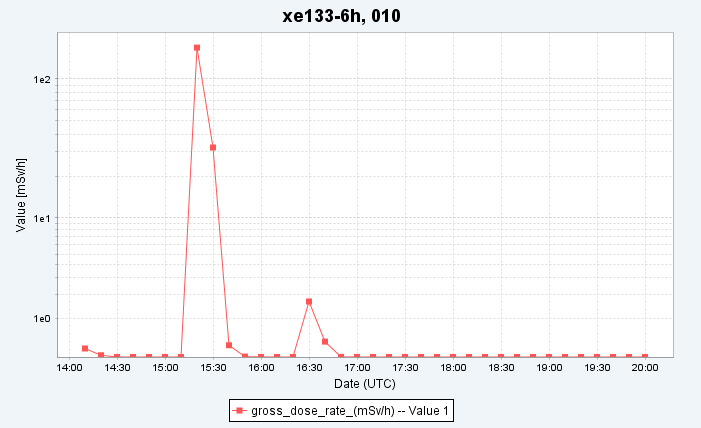 xe133-6h, 010
Value [mSv/h]
1e2
1e1
1e0
14:00 14:30 15:00 15:30 16:00 16:30 17:00 17:30 18:00 18:30 19:00 19:30 20:00
Date (UTC)
gross_dose_rate_(mSv/h) -- Value 1